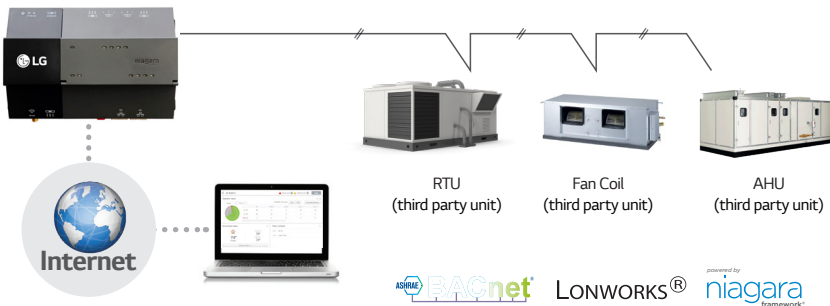 LG
niagara
RTU
(third party unit)
Fan Coil
(third party unit)
AHU
(third party unit)
Internet
ASHRAE BACnet®
LONWORKS®
powered by
niagara
framework®